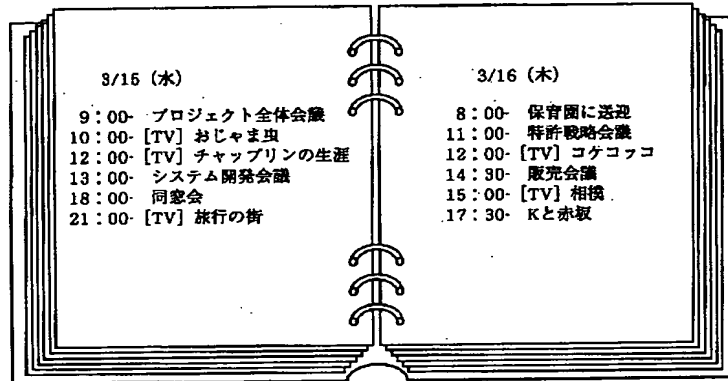 3/15 (水)
9:00- プロジェクト全体会議
10:00- [TV] おじゃま虫
12:00- [TV] チャップリンの生涯
13:00- システム開発会議
18:00- 同窓会
21:00- [TV] 旅行の街
3/16 (木)
8:00- 保育園に送迎
11:00- 特許戦略会議
12:00- [TV] コケコッコ
14:30- 販売会議
15:00- [TV] 相撲
17:30- Kと赤坂